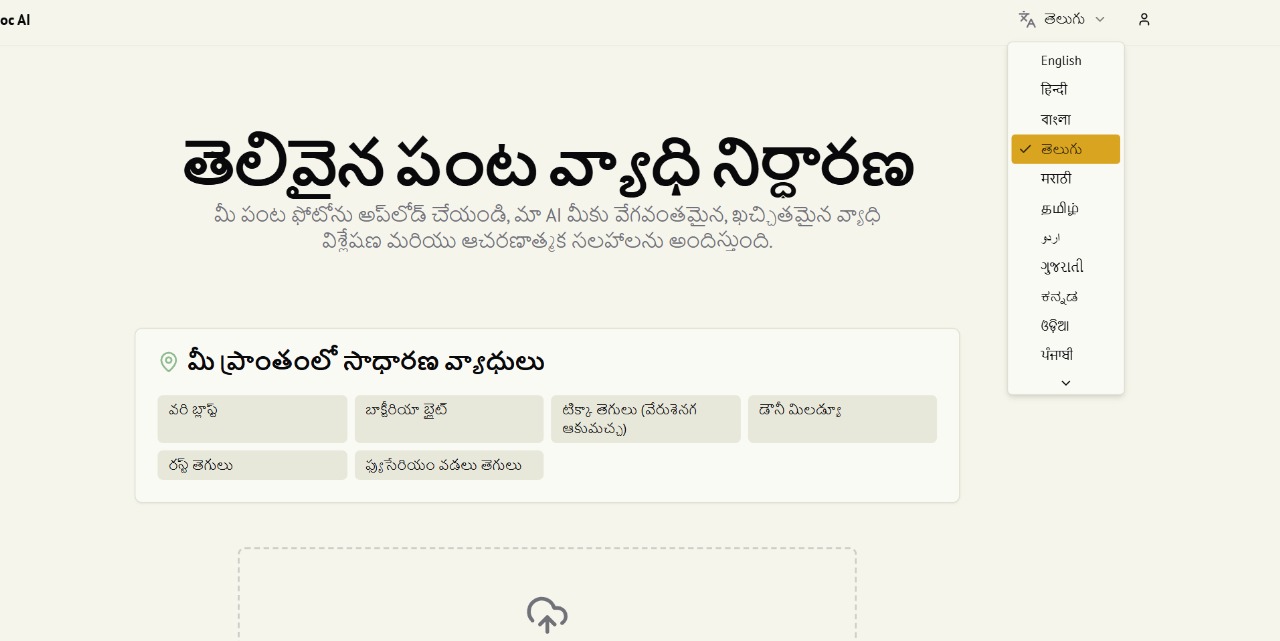 oc AI
తెలుగు
English
हिन्दी
বাংলা
తెలుగు
मराठी
தமிழ்
اردو
ગુજરાતી
ಕನ್ನಡ
ଓଡ଼ିଆ
ਪੰਜਾਬੀ
తెలివైన పంట వ్యాధి నిర్ధారణ
మీ పంట ఫోటోను అప్‌లోడ్ చేయండి, మా AI మీకు వేగవంతమైన, ఖచ్చితమైన వ్యాధి
విశ్లేషణ మరియు ఆచరణాత్మక సలహాలను అందిస్తుంది.
మీ ప్రాంతంలో సాధారణ వ్యాధులు
వరి బ్లాస్ట్
బాక్టీరియా బ్లైట్
టిక్కా తెగులు (వేరుశెనగ
ఆకుమచ్చ)
డౌనీ మిలడ్యూ
రస్ట్ తెగులు
ఫ్యుసేరియం వడలు తెగులు